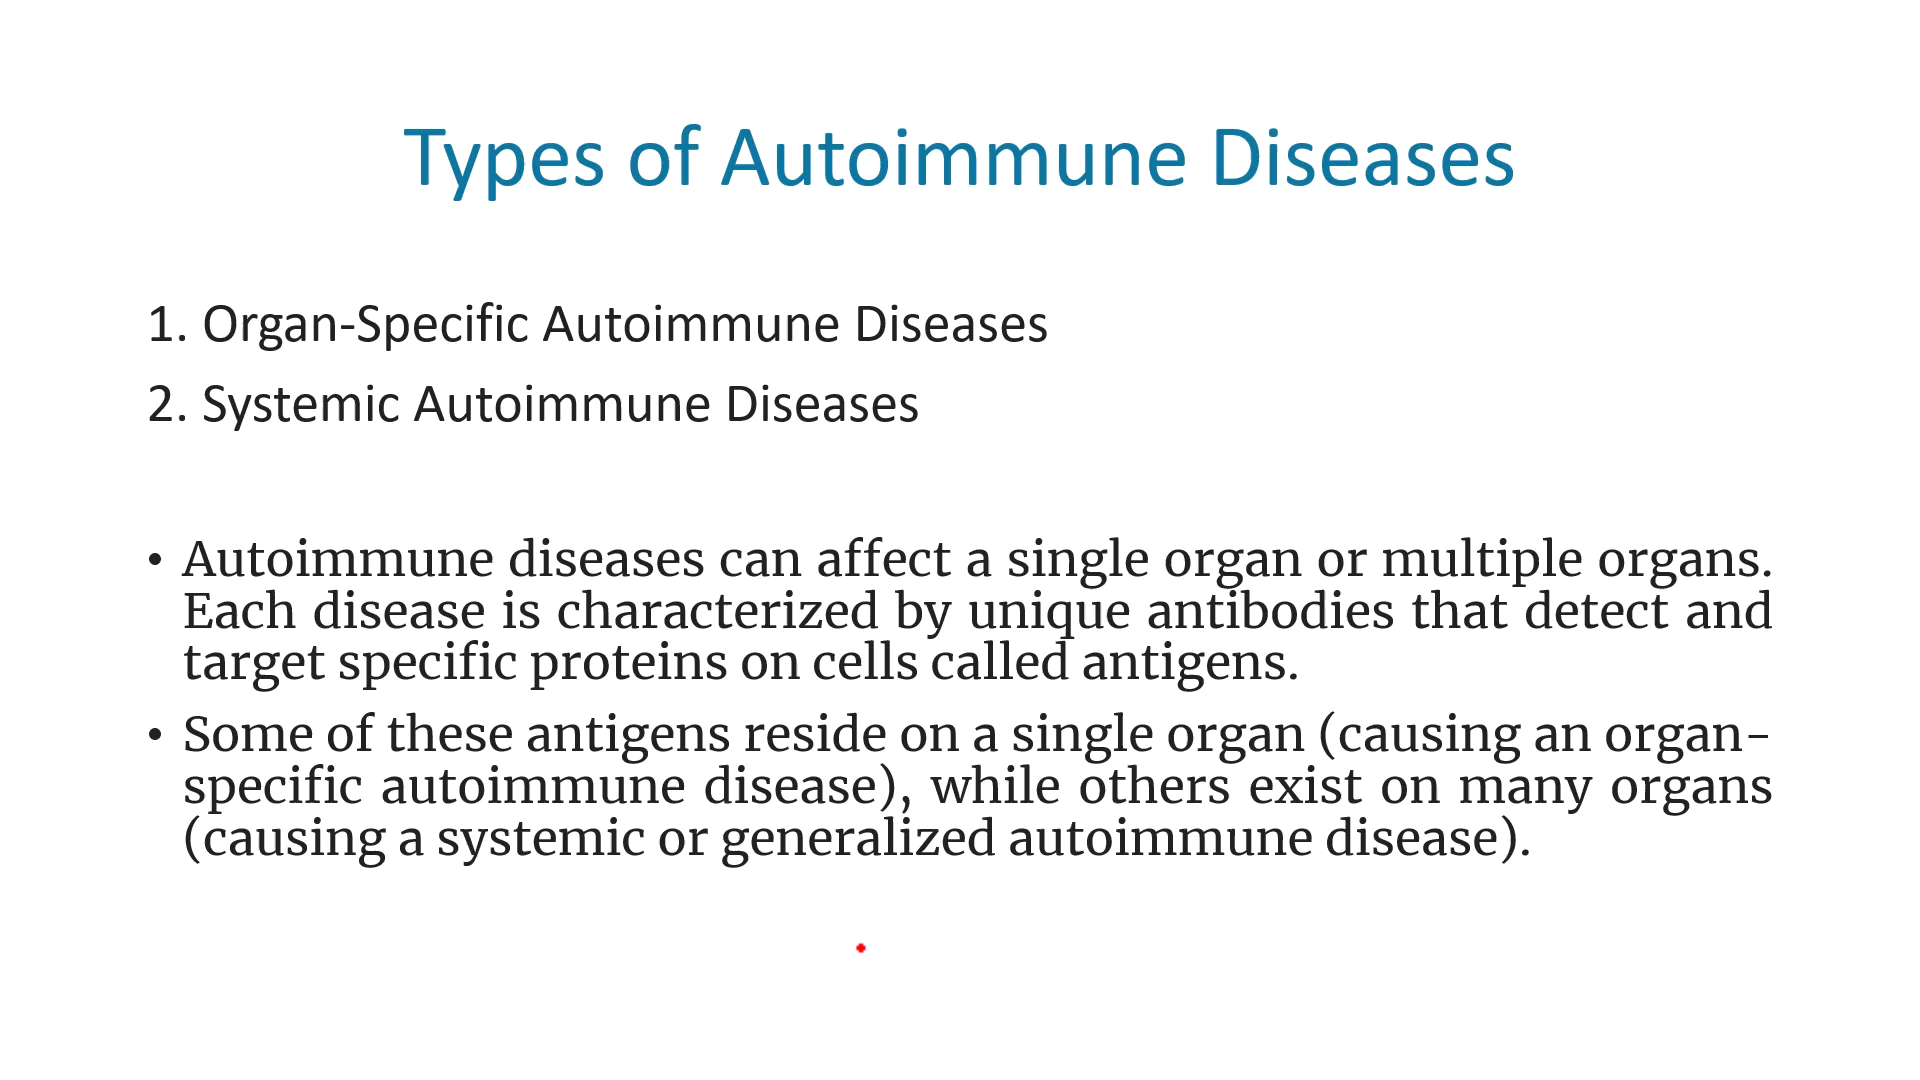 Types of Autoimmune Diseases
1. Organ-Specific Autoimmune Diseases
2. Systemic Autoimmune Diseases
• Autoimmune diseases can affect a single organ or multiple organs.
Each disease is characterized by unique antibodies that detect and
target specific proteins on cells called antigens.
• Some of these antigens reside on a single organ (causing an organ-
specific autoimmune disease), while others exist on many organs
(causing a systemic or generalized autoimmune disease).